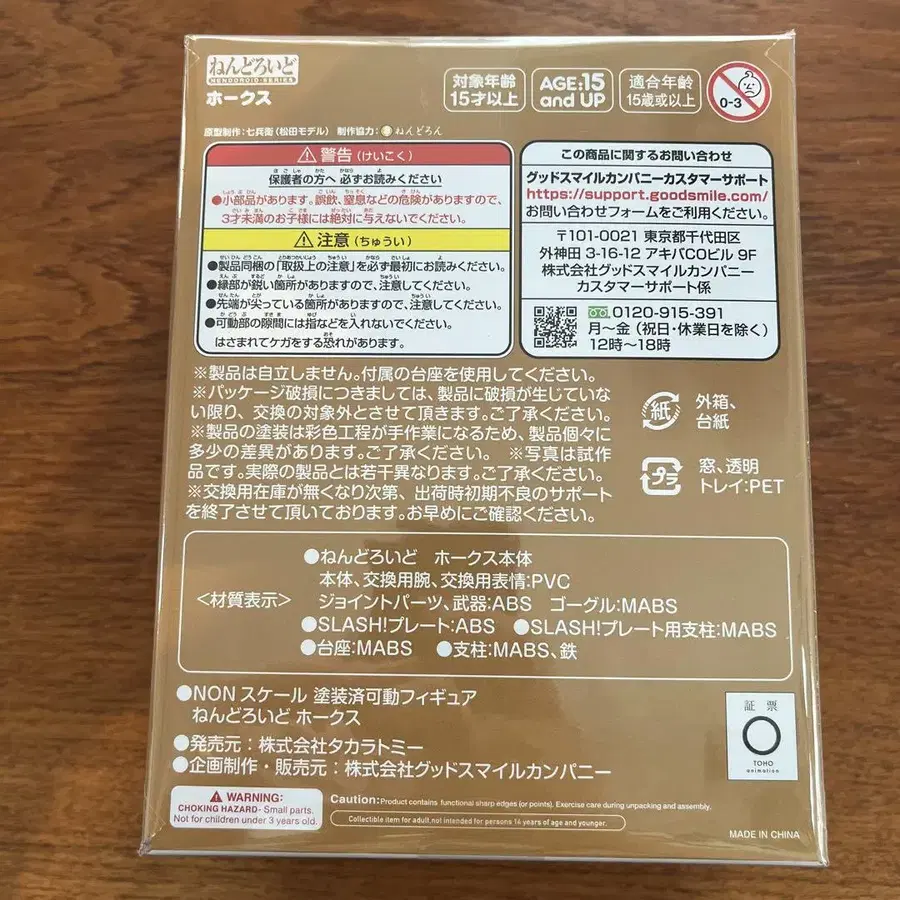 ねんどろいど
NENDOROID SERIES
ホークス
対象年齢
15才以上
AGE:15
and UP
適合年齢
15歳或以上
0-3
原型制作:七兵衛(松田モデル) 制作協力: ねんどろん
警告(けいこく)
保護者の方へ 必ずお読みください
●小部品があります。誤飲、窒息などの危険がありますので、
3才未満のお子様には絶対に与えないでください。
注意(ちゅうい)
●製品同梱の「取扱上の注意」を必ず最初にお読みください。
●縁部が鋭い箇所がありますので、注意してください。
●先端が尖っている箇所がありますので、注意してください。
●可動部の隙間には指などを入れないでください。
はさまれてケガをする恐れがあります。
この商品に関するお問い合わせ
グッドスマイルカンパニーカスタマーサポート
https://support.goodsmile.com/
お問い合わせフォームをご利用ください。
〒101-0021 東京都千代田区
外神田 3-16-12 アキバCOビル 9F
株式会社グッドスマイルカンパニー
カスタマーサポート係
0120-915-391
月〜金(祝日・休業日を除く)
12時〜18時
※製品は自立しません。付属の台座を使用してください。
※パッケージ破損につきましては、製品に破損が生じていな
い限り、交換の対象外とさせて頂きます。ご了承ください。
※製品の塗装は彩色工程が手作業になるため、製品個々に
多少の差異があります。ご了承ください。 ※写真は試作
品です。実際の製品とは若干異なります。ご了承ください。
※交換用在庫が無くなり次第、出荷時初期不良のサポート
を終了させて頂いております。お早めにご確認ください。
紙
外箱、
台紙
プラ
窓、透明
トレイ:PET
<材質表示>
●ねんどろいど ホークス本体
本体、交換用腕、交換用表情:PVC
ジョイントパーツ、武器:ABS ゴーグル:MABS
●SLASH!プレート:ABS ●SLASH!プレート用支柱:MABS
●台座:MABS ●支柱:MABS、鉄
●NONスケール 塗装済可動フィギュア
ねんどろいど ホークス
●発売元:株式会社タカラトミー
●企画制作・販売元:株式会社グッドスマイルカンパニー
証票
TOHO
animation
WARNING:
CHOKING HAZARD- Small parts.
Not for children under 3 years old.
Caution:Product contains functional sharp edges (or points). Exercise care during unpacking and assembly.
Collectible item for adult,not intended for persons 14 years of age and younger.
MADE IN CHINA